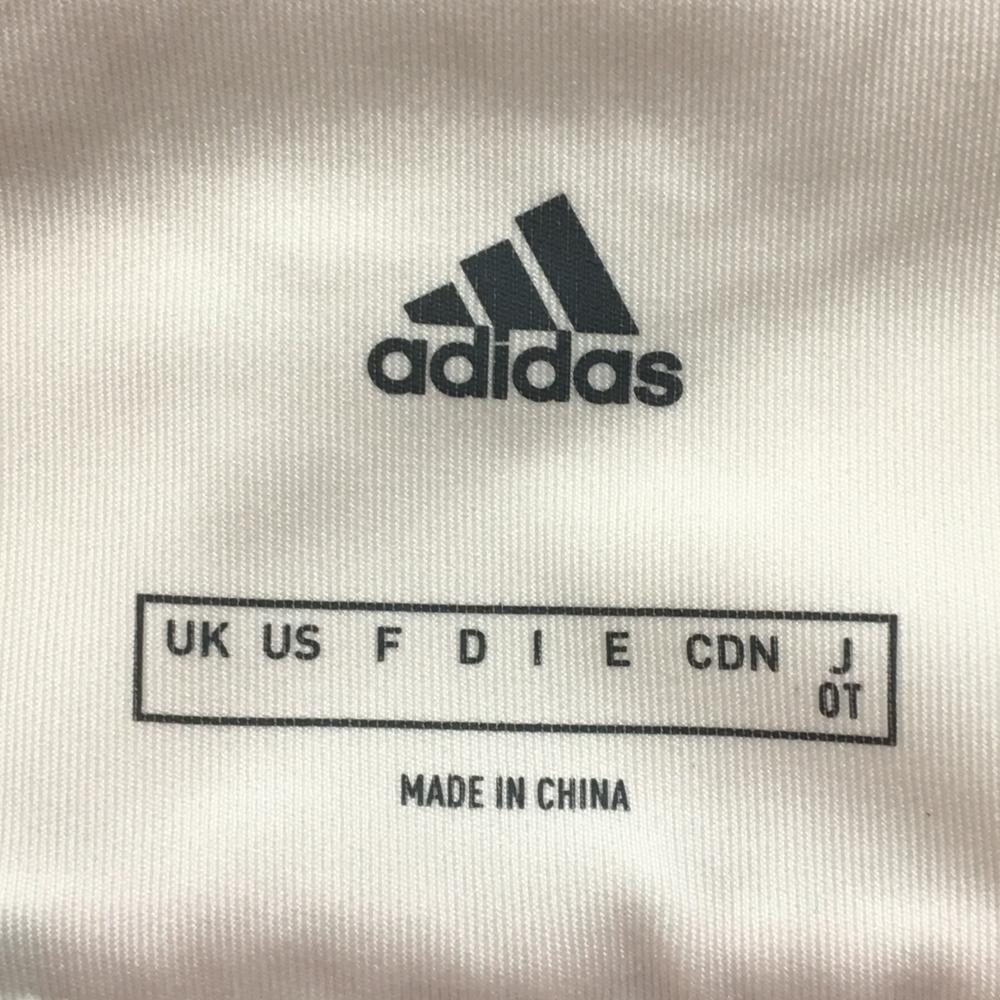 adidas
UK US F D I E CDN J
OT
MADE IN CHINA